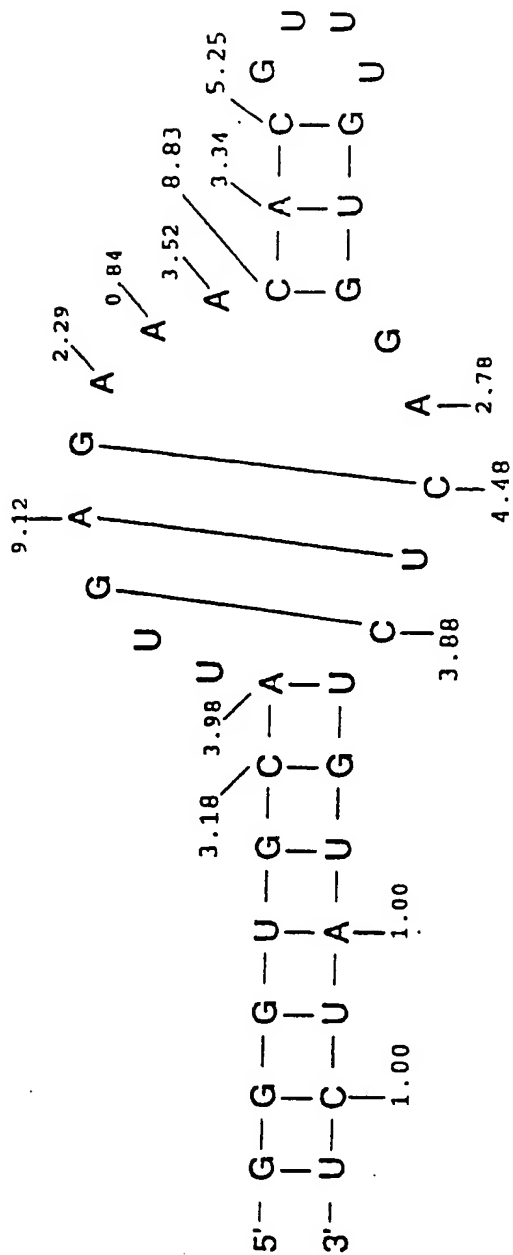 9.12
2.29
G A G A
0.84
U A
3.52 8.83
U A
3.18 3.98 3.34 5.25
5'- G G G U G C A C A C G U
3'- U C U A U G U G U G U U
C G
1.00 1.00 U A
3.88 C 2.78
4.48